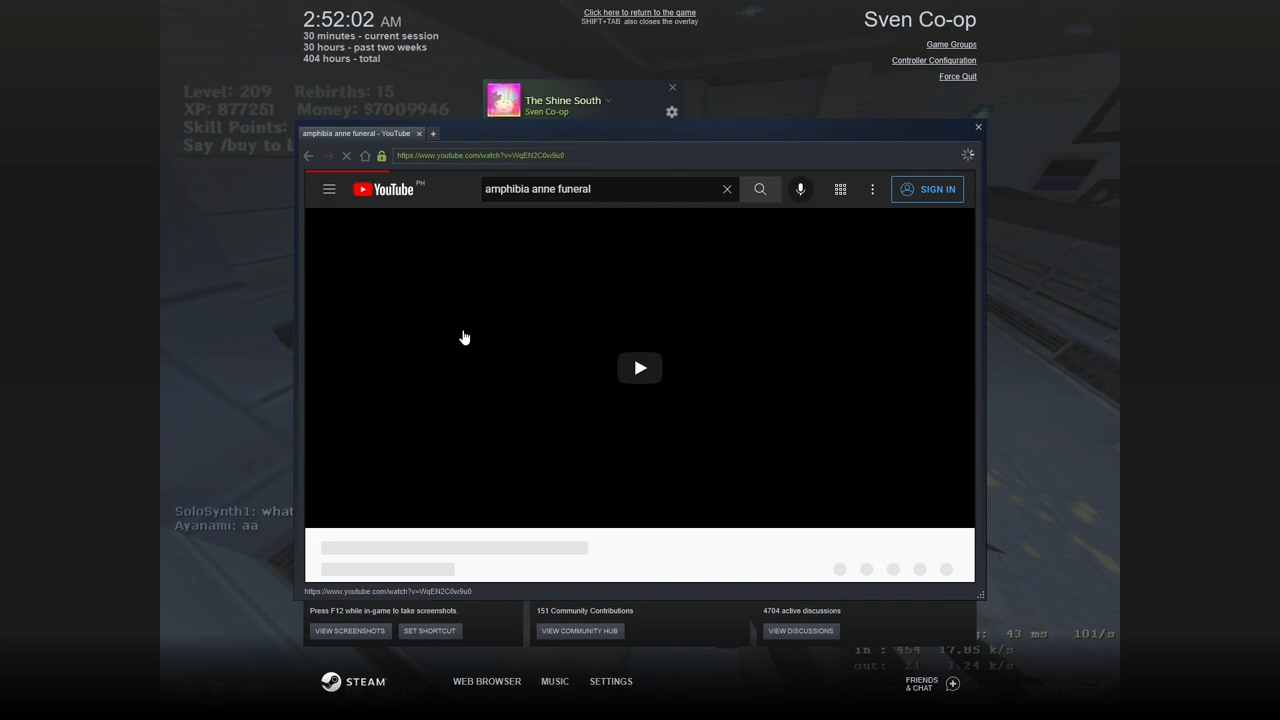 2:52:02 AM
30 minutes - current session
30 hours - past two weeks
404 hours - total
Click here to return to the game
SHIFT+TAB also closes the overlay
Sven Co-op
Game Groups
Controller Configuration
Force Quit
Level: 209 Rebirths: 15
XP: 877251 Money: $7009946
Skill Points:
Say /buy to b
The Shine South
Sven Co-op
amphibia anne funeral - YouTube
https://www.youtube.com/watch?v=WqEN2C0w9u0
YouTube PH
amphibia anne funeral
SIGN IN
SoloSynth1: what
Ayanami: aa
https://www.youtube.com/watch?v=WqEN2C0w9u0
Press F12 while in-game to take screenshots.
VIEW SCREENSHOTS
SET SHORTCUT
151 Community Contributions
VIEW COMMUNITY HUB
4704 active discussions
VIEW DISCUSSIONS
43 ms 101/s
in : 454 17.85 k/s
out: 21 3.24 k/s
STEAM
WEB BROWSER
MUSIC
SETTINGS
FRIENDS
& CHAT